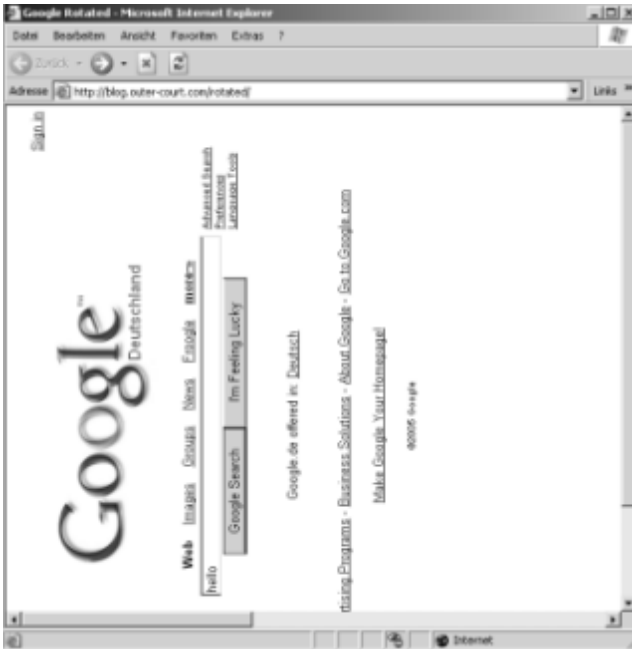 Google Rotated - Microsoft Internet Explorer
Datei Bearbeiten Ansicht Favoriten Extras ?
Zurück
Adresse http://blog.outer-court.com/rotated/ Links »
Sign in
Google™
Deutschland
Web Images Groups News Froogle more »
hello
Advanced Search
Preferences
Language Tools
Google Search I'm Feeling Lucky
Google.de offered in: Deutsch
rtising Programs - Business Solutions - About Google - Go to Google.com
Make Google Your Homepage!
©2005 Google
Internet